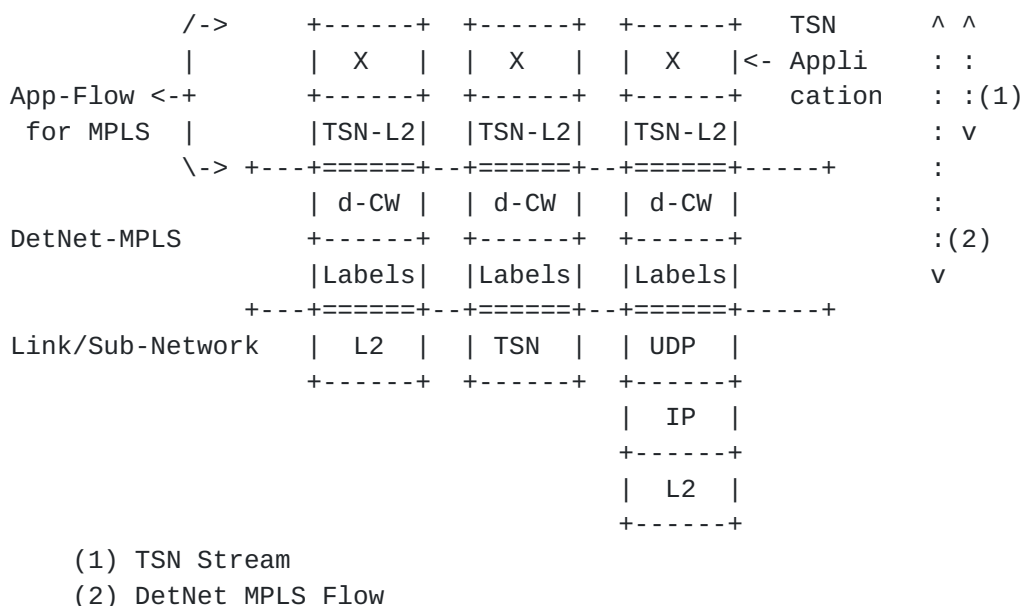 /->     +------+  +------+  +------+   TSN      ^ ^
           |       |  X   |  |  X   |  |  X   |<- Appli    : :
App-Flow <-+       +------+  +------+  +------+   cation   : :(1)
 for MPLS  |       |TSN-L2|  |TSN-L2|  |TSN-L2|            : v
           \-> +---+======+--+======+--+======+-----+      :
                   | d-CW |  | d-CW |  | d-CW |            :
DetNet-MPLS        +------+  +------+  +------+            :(2)
                   |Labels|  |Labels|  |Labels|            v
               +---+======+--+======+--+======+-----+
Link/Sub-Network   |  L2  |  | TSN  |  | UDP  |
                   +------+  +------+  +------+
                                       |  IP  |
                                       +------+
                                       |  L2  |
                                       +------+
    (1) TSN Stream
    (2) DetNet MPLS Flow